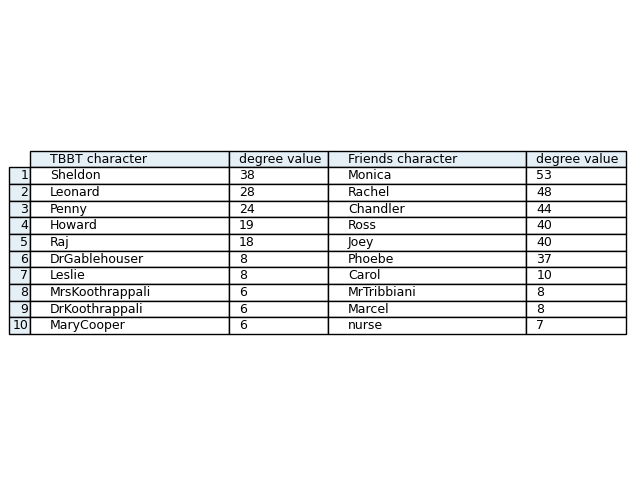 TBBT character degree value Friends character degree value
1 Sheldon 38 Monica 53
2 Leonard 28 Rachel 48
3 Penny 24 Chandler 44
4 Howard 19 Ross 40
5 Raj 18 Joey 40
6 DrGablehouser 8 Phoebe 37
7 Leslie 8 Carol 10
8 MrsKoothrappali 6 MrTribbiani 8
9 DrKoothrappali 6 Marcel 8
10 MaryCooper 6 nurse 7